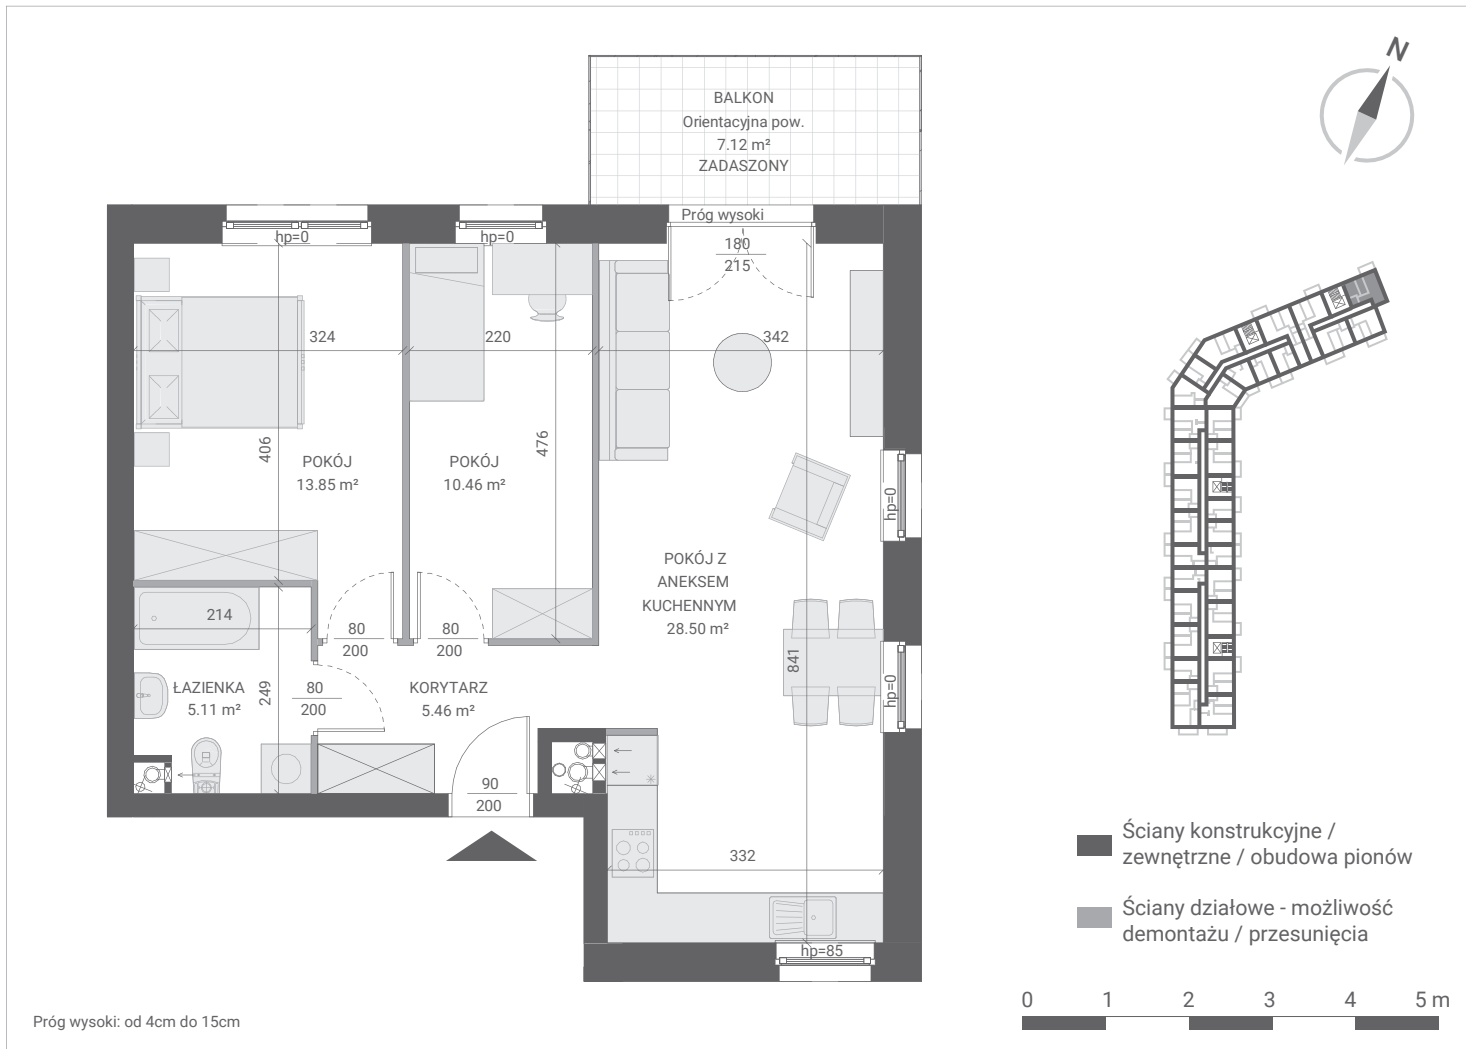 N
BALKON
Orientacyjna pow.
7.12 m²
ZADASZONY
Próg wysoki
hp=0
hp=0
180
215
324
220
342
406
476
POKÓJ
13.85 m²
POKÓJ
10.46 m²
hp=0
POKÓJ Z
ANEKSEM
KUCHENNYM
28.50 m²
214
80
200
80
200
841
ŁAZIENKA
5.11 m²
249
80
200
KORYTARZ
5.46 m²
hp=0
90
200
332
hp=85
Ściany konstrukcyjne /
zewnętrzne / obudowa pionów
Ściany działowe - możliwość
demontażu / przesunięcia
0 1 2 3 4 5 m
Próg wysoki: od 4cm do 15cm